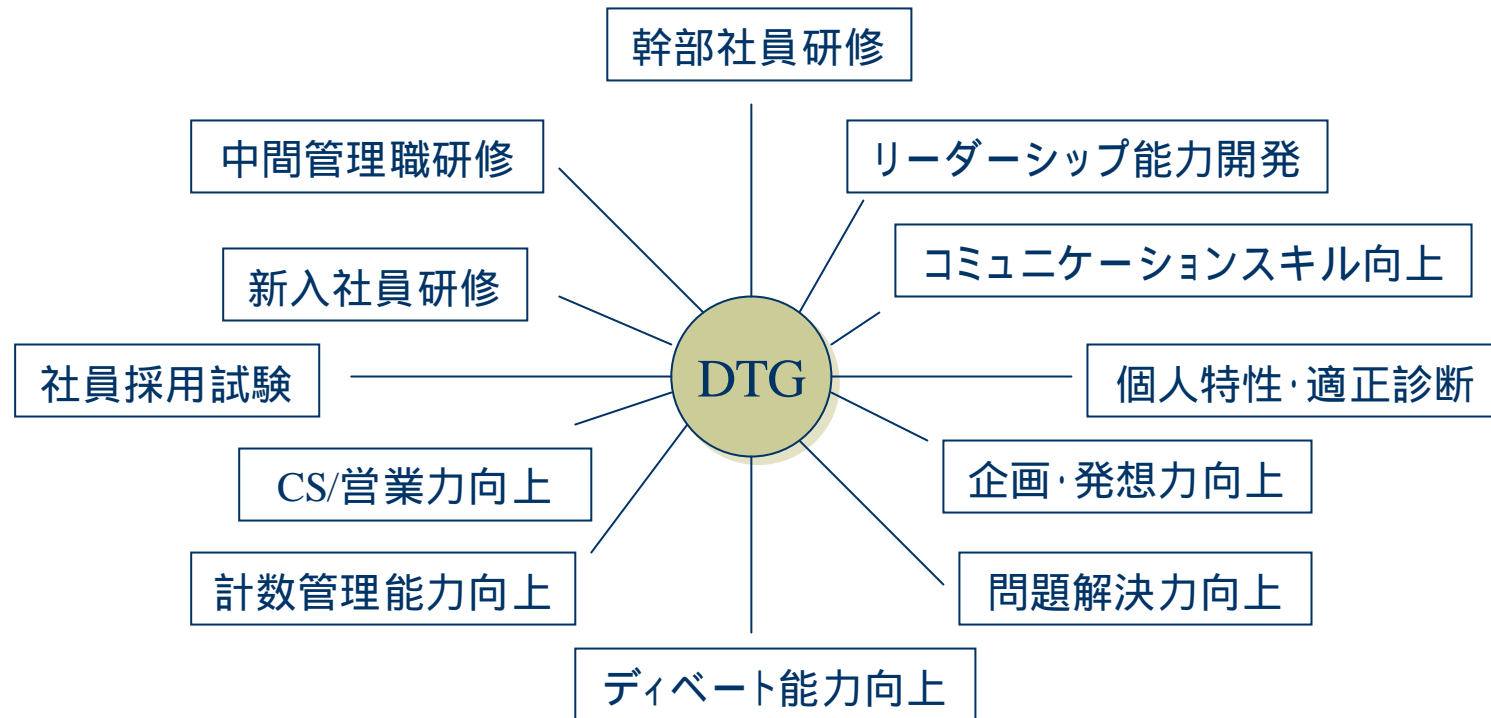 幹部社員研修
中間管理職研修
リーダーシップ能力開発
コミュニケーションスキル向上
新入社員研修
社員採用試験
DTG
個人特性・適正診断
CS/営業力向上
企画・発想力向上
計数管理能力向上
問題解決力向上
ディベート能力向上